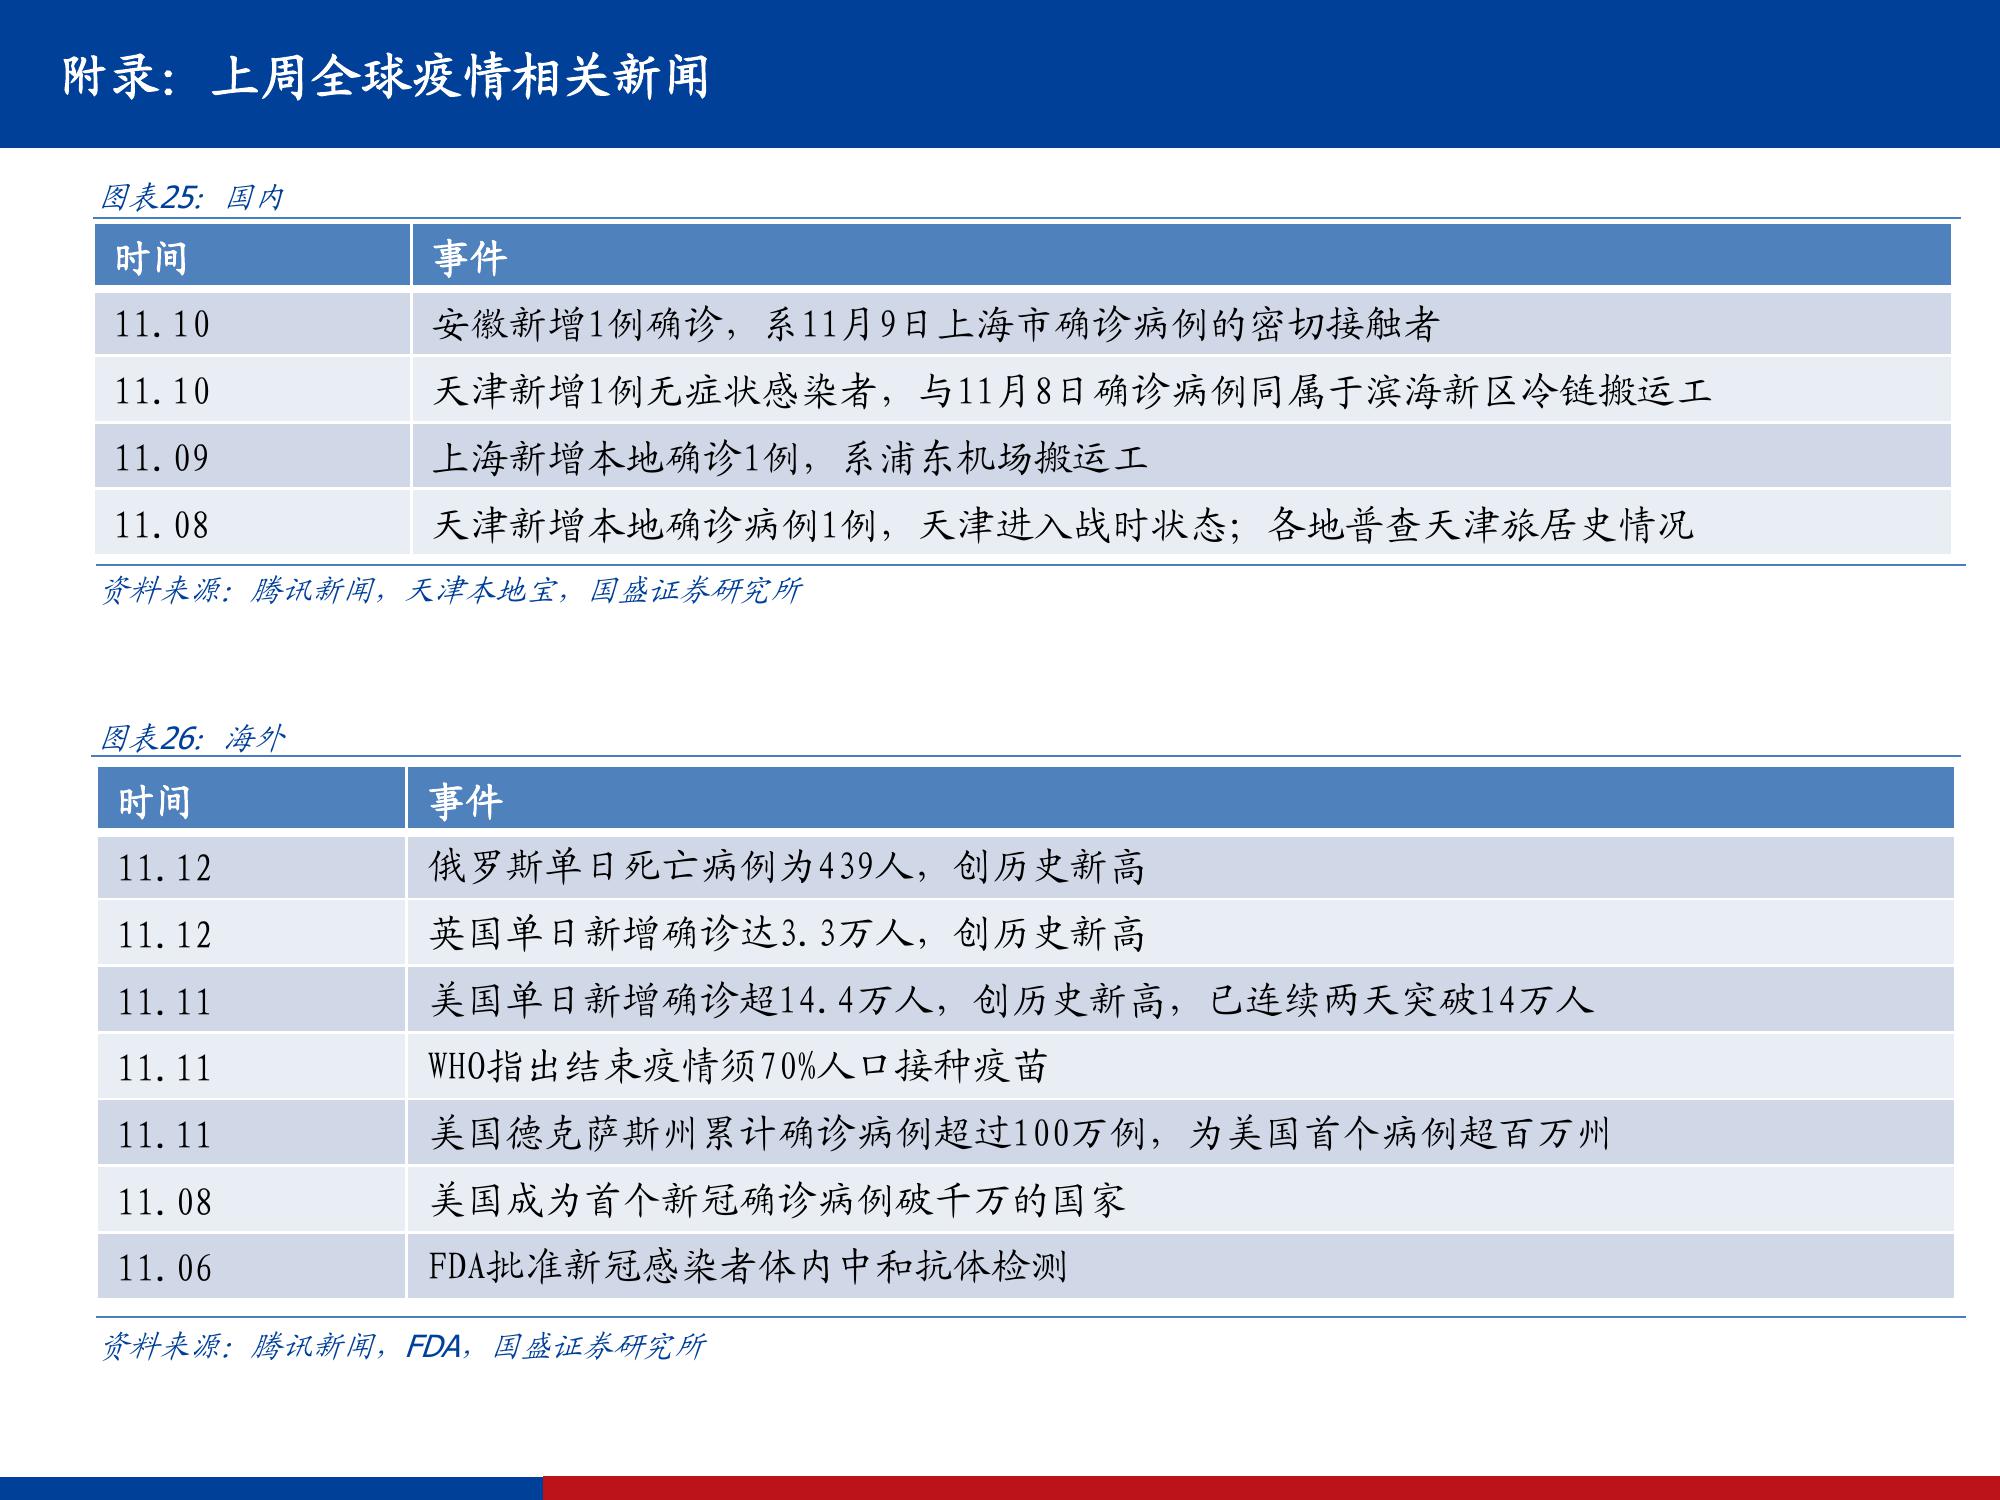 附录：上周全球疫情相关新闻
图表25：国内
时间 事件
11.10 安徽新增1例确诊，系11月9日上海市确诊病例的密切接触者
11.10 天津新增1例无症状感染者，与11月8日确诊病例同属于滨海新区冷链搬运工
11.09 上海新增本地确诊1例，系浦东机场搬运工
11.08 天津新增本地确诊病例1例，天津进入战时状态；各地普查天津旅居史情况
资料来源：腾讯新闻，天津本地宝，国盛证券研究所
图表26：海外
时间 事件
11.12 俄罗斯单日死亡病例为439人，创历史新高
11.12 英国单日新增确诊达3.3万人，创历史新高
11.11 美国单日新增确诊超14.4万人，创历史新高，已连续两天突破14万人
11.11 WHO指出结束疫情须70%人口接种疫苗
11.11 美国德克萨斯州累计确诊病例超过100万例，为美国首个病例超百万州
11.08 美国成为首个新冠确诊病例破千万的国家
11.06 FDA批准新冠感染者体内中和抗体检测
资料来源：腾讯新闻，FDA，国盛证券研究所